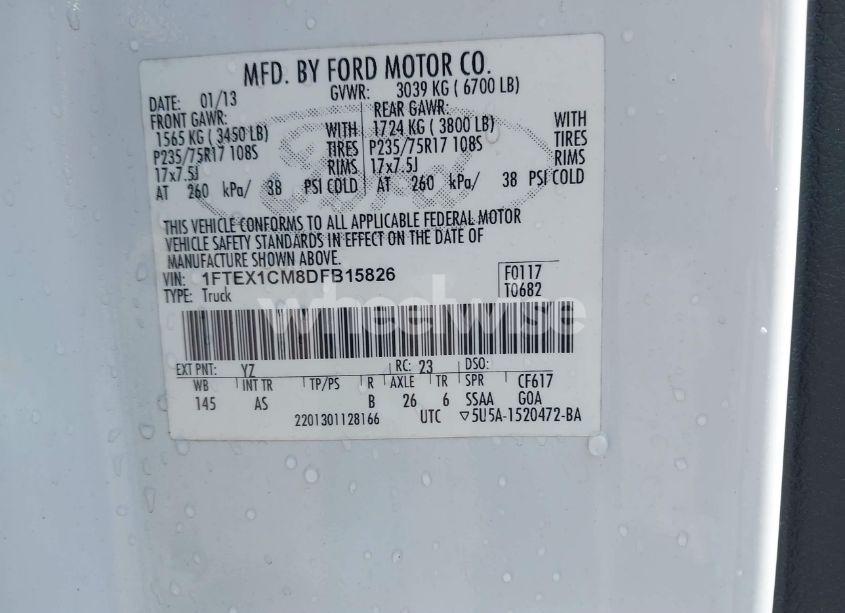 MFD. BY FORD MOTOR CO.
DATE: 01/13 GVWR: 3039 KG ( 6700 LB)
FRONT GAWR: REAR GAWR:
1565 KG ( 3450 LB) WITH 1724 KG ( 3800 LB) WITH
P235/75R17 108S TIRES P235/75R17 108S TIRES
17x7.5J RIMS 17x7.5J RIMS
AT 260 kPa/ 38 PSI COLD AT 260 kPa/ 38 PSI COLD
THIS VEHICLE CONFORMS TO ALL APPLICABLE FEDERAL MOTOR
VEHICLE SAFETY STANDARDS IN EFFECT ON THE DATE OF
MANUFACTURE SHOWN ABOVE.
VIN: 1FTEX1CM8DFB15826 F0117
TYPE: Truck T0682
wheelwise
EXT PNT: YZ RC: 23 DSO:
WB INT TR TP/PS R AXLE TR SPR CF617
145 AS B 26 6 SSAA GOA
2201301128166 UTC ▽5U5A-1520472-BA